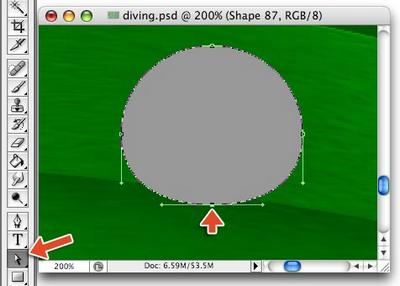 diving.psd @ 200% (Shape 87, RGB/8)
T
200%
Doc: 6.59M/53.5M